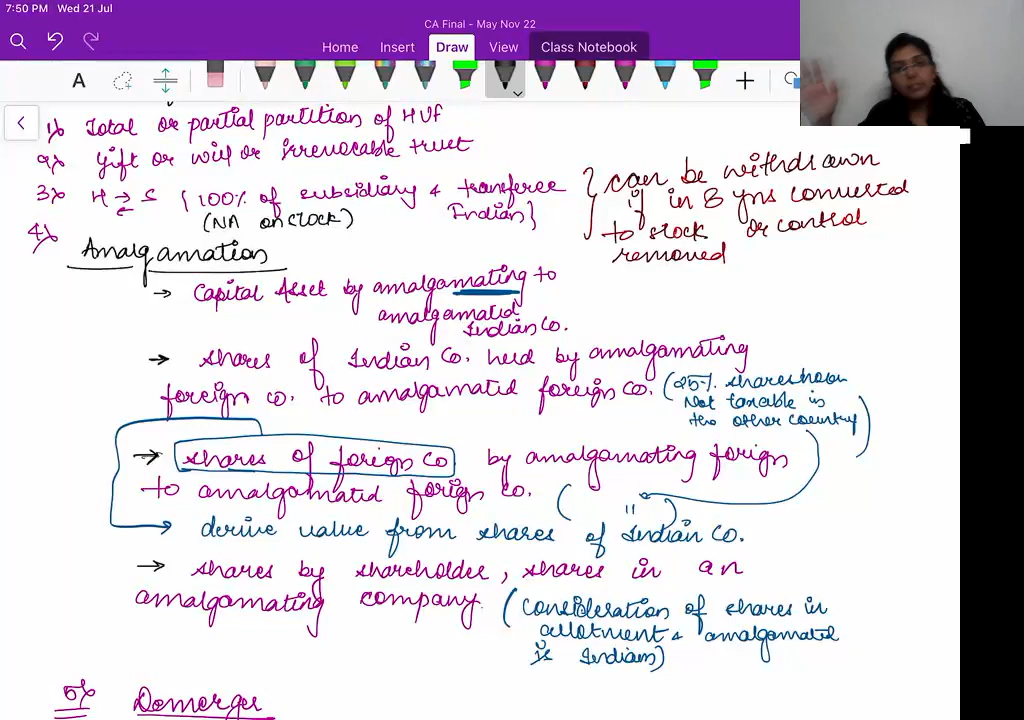 7:50 PM Wed 21 Jul
CA Final - May Nov 22
Home Insert Draw View Class Notebook
A
1) Total or partial partition of HUF
2) Gift or will or irrevocable trust
3) H ⇄ S { 100% of subsidiary + transferee
Indian}
(NA on stock)
} can be withdrawn
if in 8 yrs converted
to stock or control
removed
4)
Amalgamation
→ Capital Asset by amalgamating to
amalgamated
Indian Co.
→ shares of Indian Co. held by amalgamating
foreign co. to amalgamated foreign co. (25% shareholders
Not taxable in
the other country)
→ shares of foreign Co by amalgamating foreign
to amalgamated foreign co. ( " )
→ derive value from shares of Indian Co.
→ shares by shareholder, shares in an
amalgamating company. (Consideration of shares in
allotment + amalgamated
is Indian)
5) Demerger